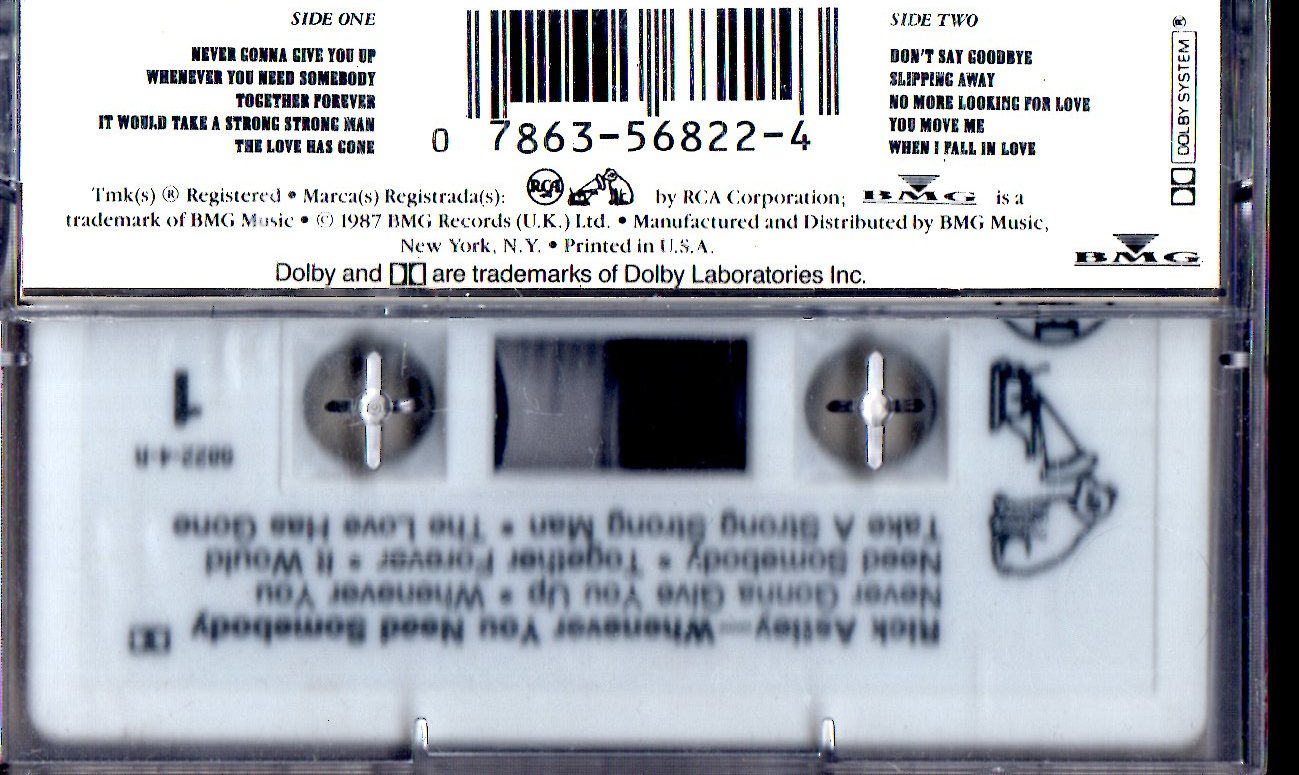 SIDE ONE
NEVER GONNA GIVE YOU UP
WHENEVER YOU NEED SOMEBODY
TOGETHER FOREVER
IT WOULD TAKE A STRONG STRONG MAN
THE LOVE HAS GONE
0 7863-56822-4
SIDE TWO
DON'T SAY GOODBYE
SLIPPING AWAY
NO MORE LOOKING FOR LOVE
YOU MOVE ME
WHEN I FALL IN LOVE
DOLBY SYSTEM ®
Tmk(s) ® Registered • Marca(s) Registrada(s): RCA by RCA Corporation; BMG is a
trademark of BMG Music • © 1987 BMG Records (U.K.) Ltd. • Manufactured and Distributed by BMG Music,
New York, N.Y. • Printed in U.S.A.
BMG
Dolby and are trademarks of Dolby Laboratories Inc.
Rick Astley—Whenever You Need Somebody
Never Gonna Give You Up • Whenever You
Need Somebody • Together Forever • It Would
Take A Strong Strong Man • The Love Has Gone
6822-4-R
1